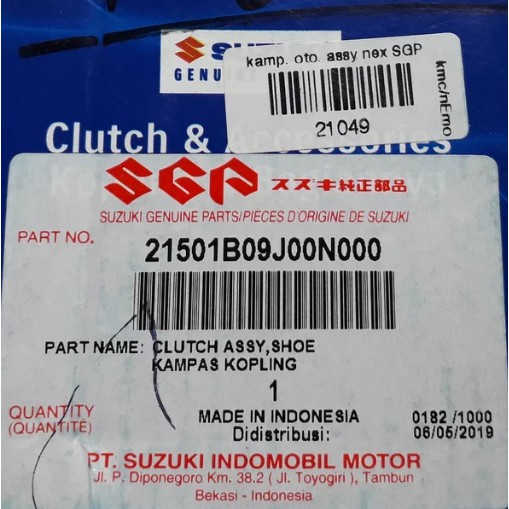 SUZUKI
GENUINE
kamp. oto. assy nex SGP
21049
kmc/nEmo
Clutch & Accessories
SGP スズキ純正部品
SUZUKI GENUINE PARTS/PIECES D'ORIGINE DE SUZUKI
PART NO. 21501B09J00N000
PART NAME: CLUTCH ASSY,SHOE
KAMPAS KOPLING
1
QUANTITY
(QUANTITÉ)
MADE IN INDONESIA 0182 /1000
Didistribusi: 06/05/2019
PT. SUZUKI INDOMOBIL MOTOR
Jl. P. Diponegoro Km. 38.2 ( Jl. Toyogiri ), Tambun
Bekasi - Indonesia